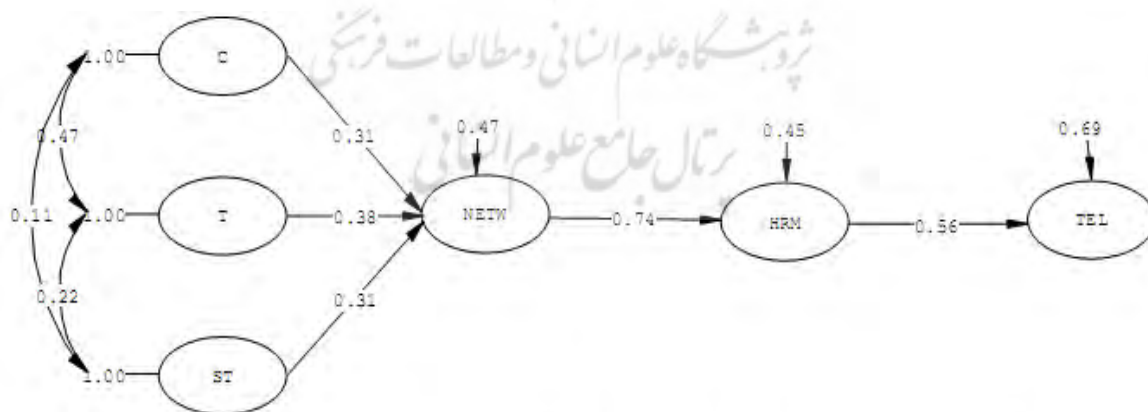 پژوهشگاه علوم انسانی و مطالعات فرهنگی
پرتال جامع علوم انسانی
1.00
C
0.47
0.31
0.47
0.45
0.69
0.11
1.00
T
0.38
NETW
0.74
HRM
0.56
TEL
0.22
0.31
1.00
ST